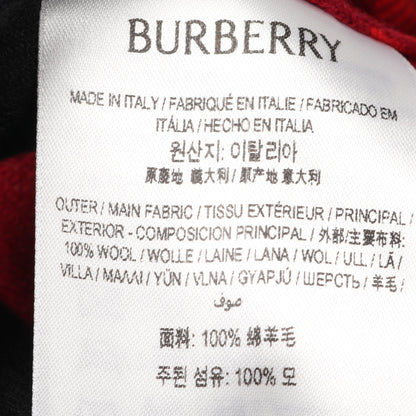 BURBERRY
MADE IN ITALY / FABRIQUÉ EN ITALIE / FABRICADO EM
ITÁLIA / HECHO EN ITALIA
원산지: 이탈리아
原產地 義大利 / 原产地 意大利
OUTER / MAIN FABRIC / TISSU EXTÉRIEUR / PRINCIPAL /
EXTERIOR - COMPOSICION PRINCIPAL / 外部/主要布料:
100% WOOL / WOLLE / LAINE / LANA / WOL / ULL / LÃ /
VILLA / ΜΑΛΛΙ / YÜN / VLNA / GYAPJÚ / ШЕРСТЬ / 羊毛 /
صوف
面料: 100% 绵羊毛
주된 섬유: 100% 모